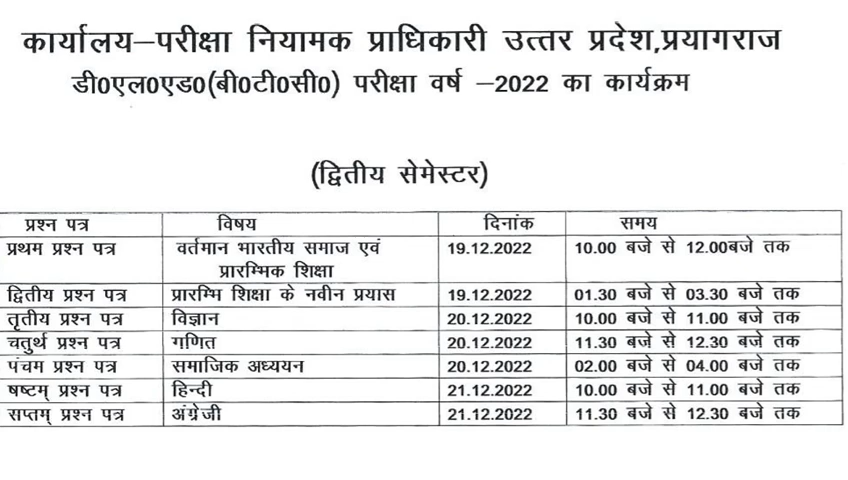 कार्यालय–परीक्षा नियामक प्राधिकारी उत्तर प्रदेश,प्रयागराज
डी0एल0एड0(बी0टी0सी0) परीक्षा वर्ष –2022 का कार्यक्रम
(द्वितीय सेमेस्टर)
प्रश्न पत्र विषय दिनांक समय
प्रथम प्रश्न पत्र वर्तमान भारतीय समाज एवं 19.12.2022 10.00 बजे से 12.00बजे तक
प्रारम्भिक शिक्षा
द्वितीय प्रश्न पत्र प्रारम्भि शिक्षा के नवीन प्रयास 19.12.2022 01.30 बजे से 03.30 बजे तक
तृतीय प्रश्न पत्र विज्ञान 20.12.2022 10.00 बजे से 11.00 बजे तक
चतुर्थ प्रश्न पत्र गणित 20.12.2022 11.30 बजे से 12.30 बजे तक
पंचम प्रश्न पत्र समाजिक अध्ययन 20.12.2022 02.00 बजे से 04.00 बजे तक
षष्टम् प्रश्न पत्र हिन्दी 21.12.2022 10.00 बजे से 11.00 बजे तक
सप्तम् प्रश्न पत्र अंग्रेजी 21.12.2022 11.30 बजे से 12.30 बजे तक